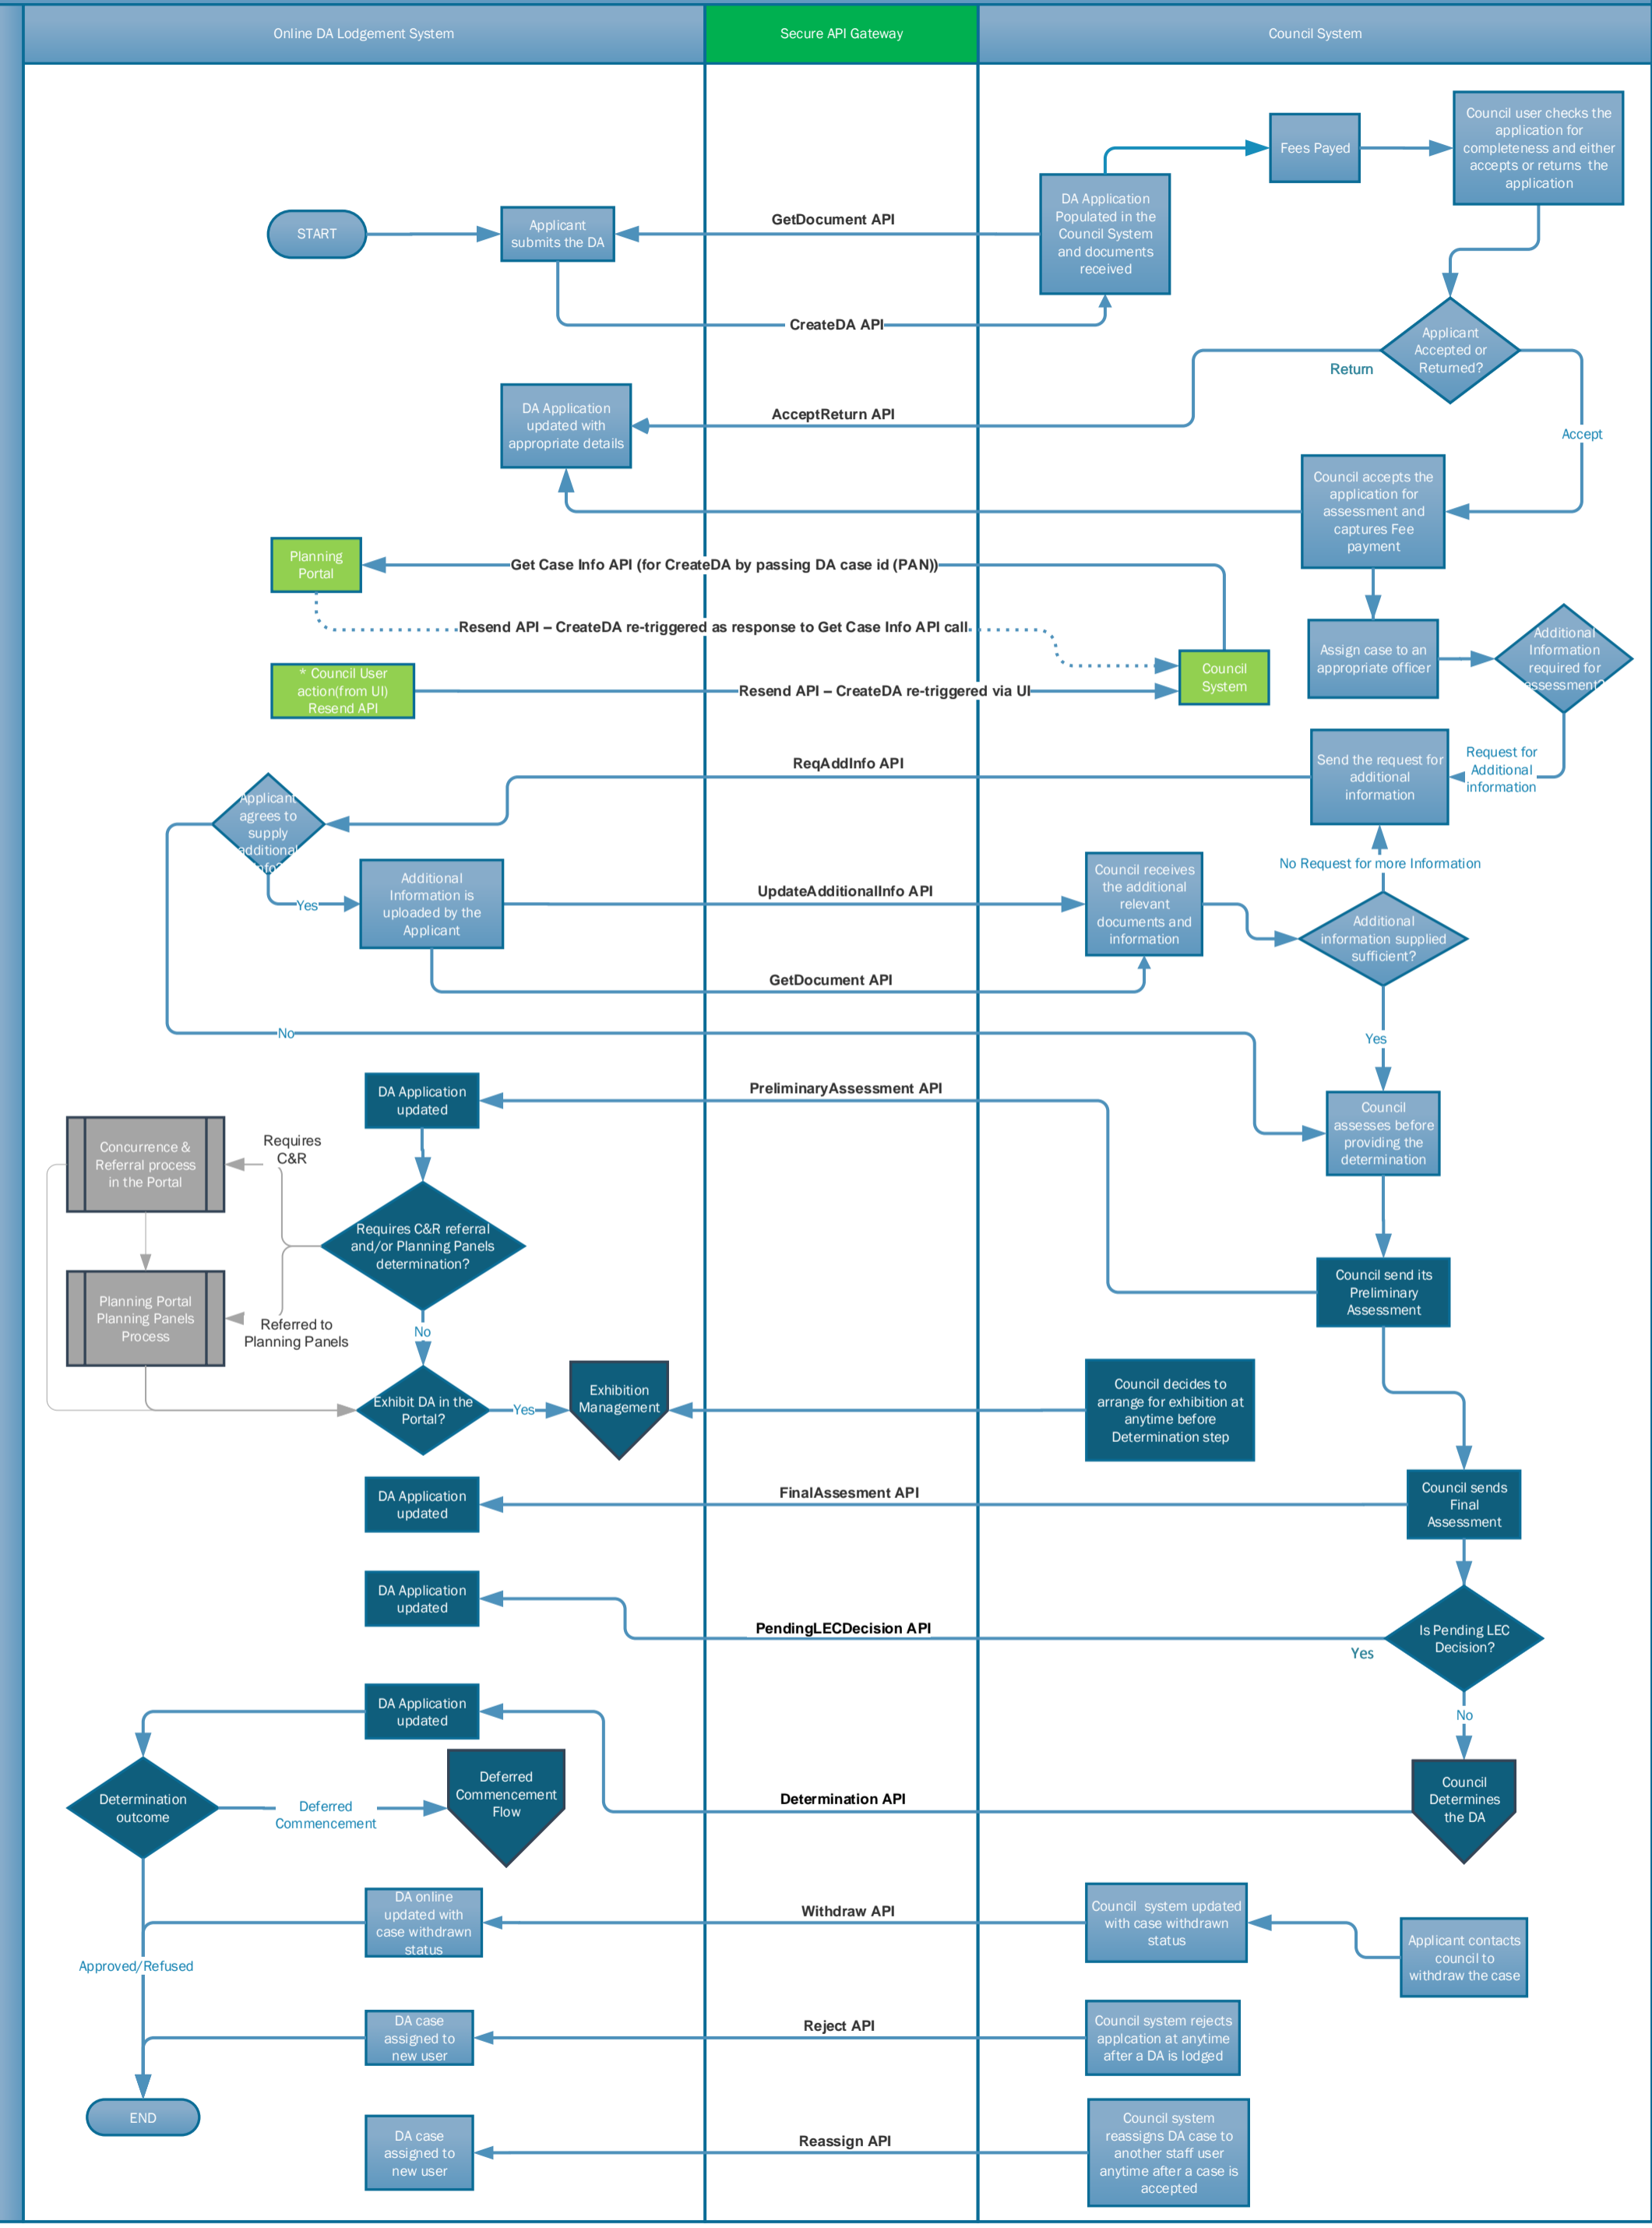 Online DA Lodgement System
Secure API Gateway
Council System
START
Applicant
submits the DA
GetDocument API
CreateDA API
DA Application
Populated in the
Council System
and documents
received
Fees Payed
Council user checks the
application for
completeness and either
accepts or returns the
application
Applicant
Accepted or
Returned?
Return
Accept
AcceptReturn API
DA Application
updated with
appropriate details
Council accepts the
application for
assessment and
captures Fee
payment
Planning
Portal
Get Case Info API (for CreateDA by passing DA case id (PAN))
Resend API – CreateDA re-triggered as response to Get Case Info API call
* Council User
action(from UI)
Resend API
Resend API – CreateDA re-triggered via UI
Council
System
Assign case to an
appropriate officer
Additional
Information
required for
assessment?
Request for
Additional
information
Send the request for
additional
information
ReqAddInfo API
Applicant
agrees to
supply
additional
info?
Yes
Additional
Information is
uploaded by the
Applicant
UpdateAdditionalInfo API
GetDocument API
Council receives
the additional
relevant
documents and
information
No Request for more Information
Additional
information supplied
sufficient?
No
Yes
PreliminaryAssessment API
DA Application
updated
Council
assesses before
providing the
determination
Concurrence &
Referral process
in the Portal
Requires
C&R
Requires C&R referral
and/or Planning Panels
determination?
Planning Portal
Planning Panels
Process
Referred to
Planning Panels
No
Council send its
Preliminary
Assessment
Exhibit DA in the
Portal?
Yes
Exhibition
Management
Council decides to
arrange for exhibition at
anytime before
Determination step
DA Application
updated
FinalAssesment API
Council sends
Final
Assessment
DA Application
updated
PendingLECDecision API
Yes
Is Pending LEC
Decision?
No
DA Application
updated
Determination
outcome
Deferred
Commencement
Deferred
Commencement
Flow
Determination API
Council
Determines
the DA
DA online
updated with
case withdrawn
status
Withdraw API
Council system updated
with case withdrawn
status
Applicant contacts
council to
withdraw the case
Approved/Refused
DA case
assigned to
new user
Reject API
Council system rejects
applcation at anytime
after a DA is lodged
END
DA case
assigned to
new user
Reassign API
Council system
reassigns DA case to
another staff user
anytime after a case is
accepted